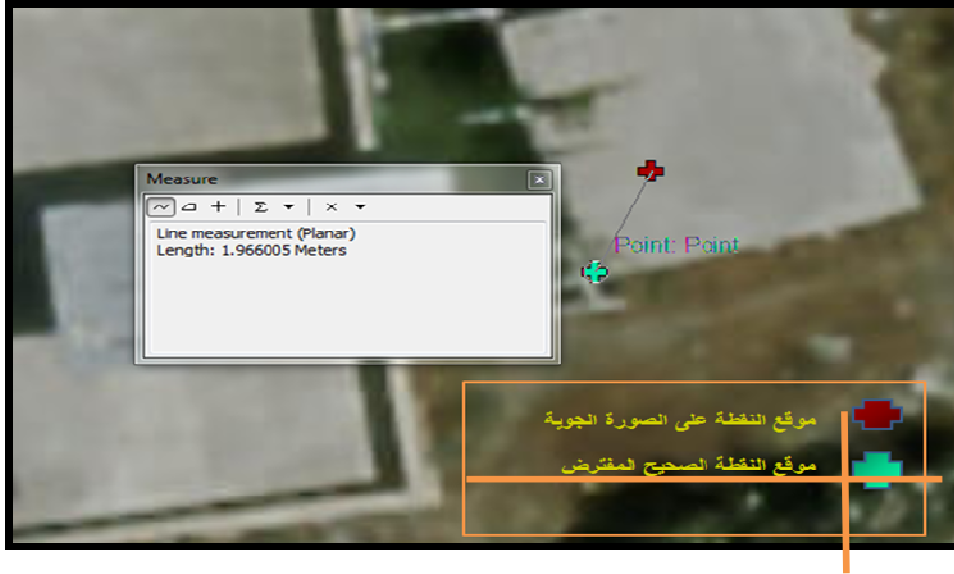 Measure
Line measurement (Planar)
Length: 1.966005 Meters
Point: Point
موقع النقطة على الصورة الجوية
موقع النقطة الصحيح المفترض